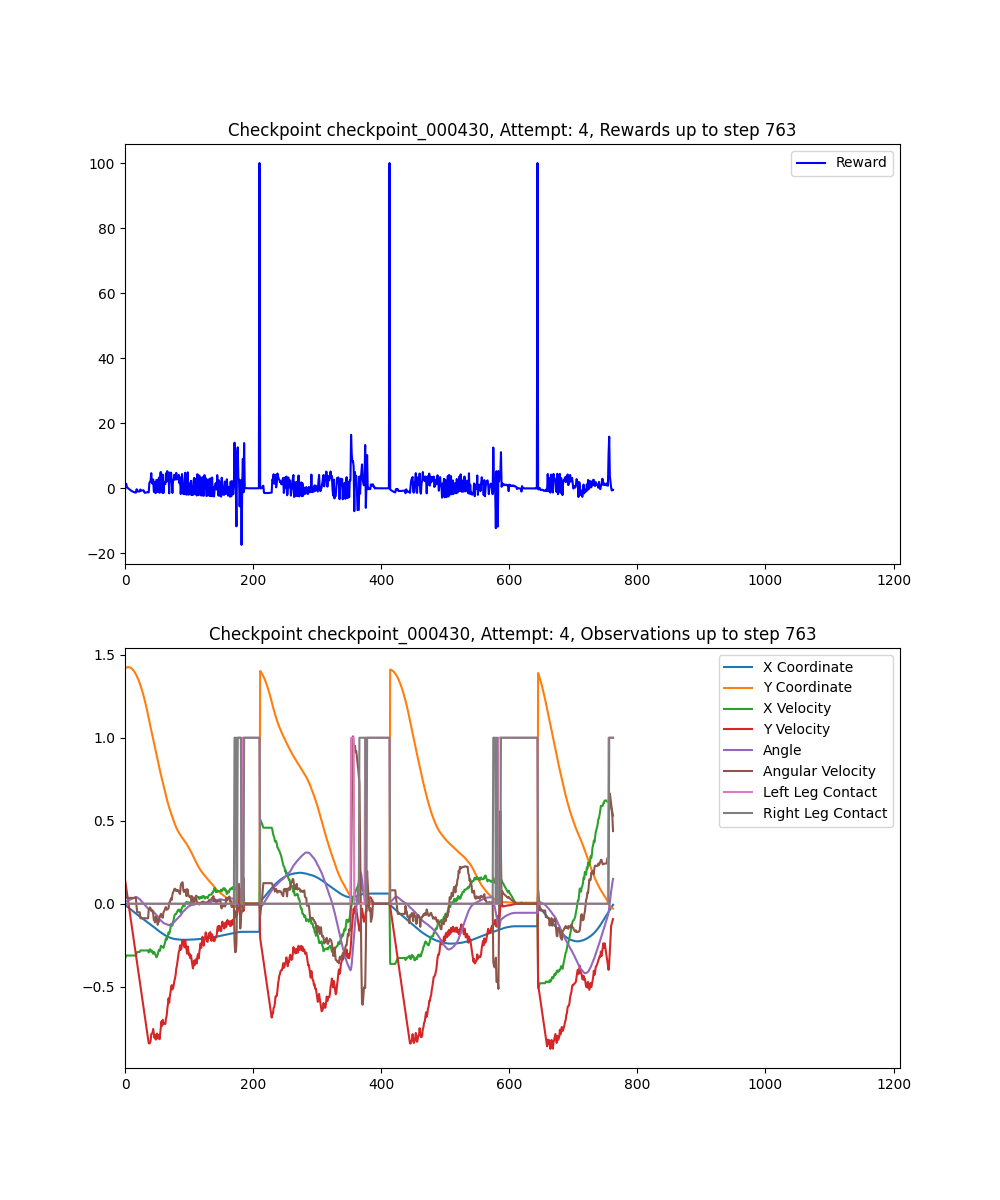 Checkpoint checkpoint_000430, Attempt: 4, Rewards up to step 763
100
80
60
40
20
0
−20
Reward
0 200 400 600 800 1000 1200
Checkpoint checkpoint_000430, Attempt: 4, Observations up to step 763
1.5
1.0
0.5
0.0
−0.5
X Coordinate
Y Coordinate
X Velocity
Y Velocity
Angle
Angular Velocity
Left Leg Contact
Right Leg Contact
0 200 400 600 800 1000 1200